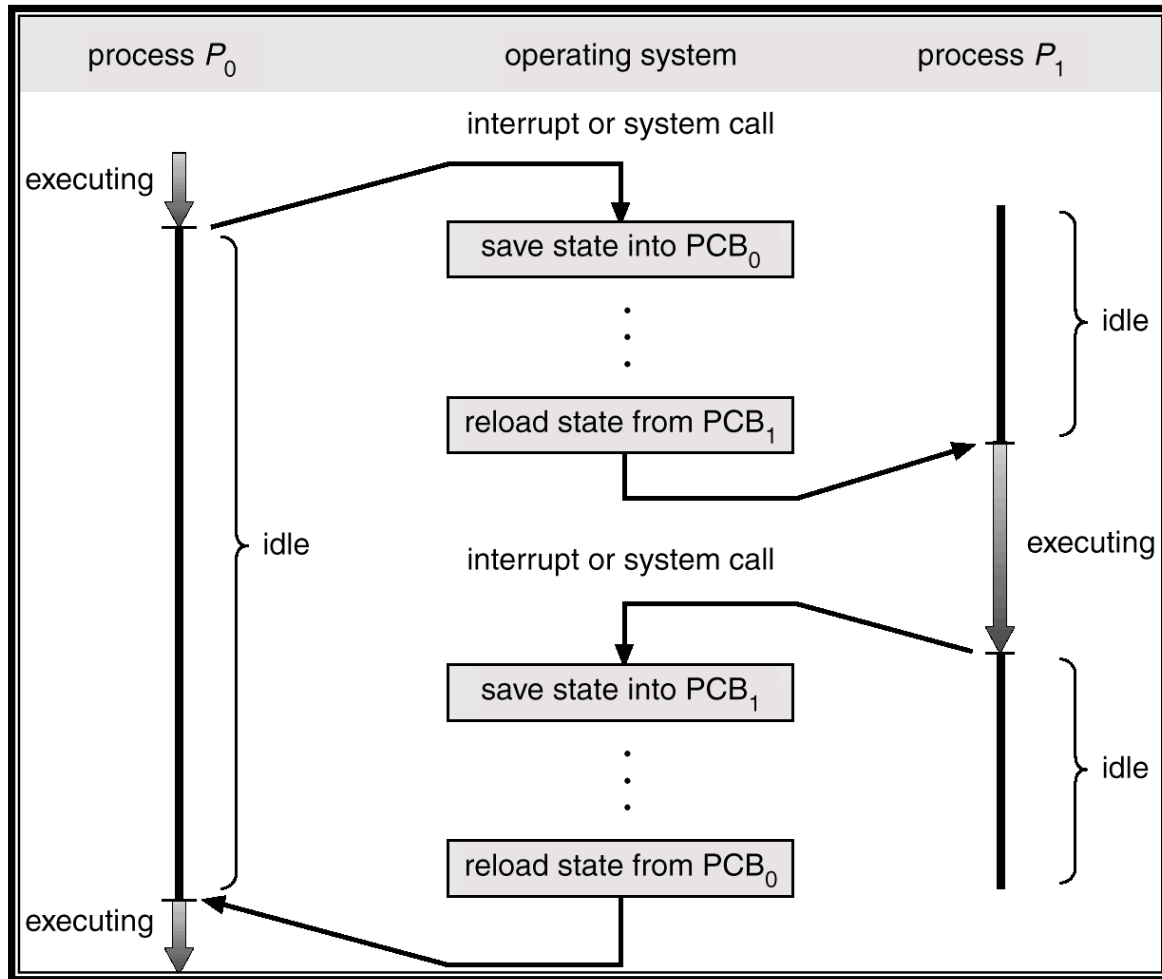 process P0 operating system process P1
interrupt or system call
executing
save state into PCB0
idle
reload state from PCB1
idle
interrupt or system call
executing
save state into PCB1
idle
reload state from PCB0
executing